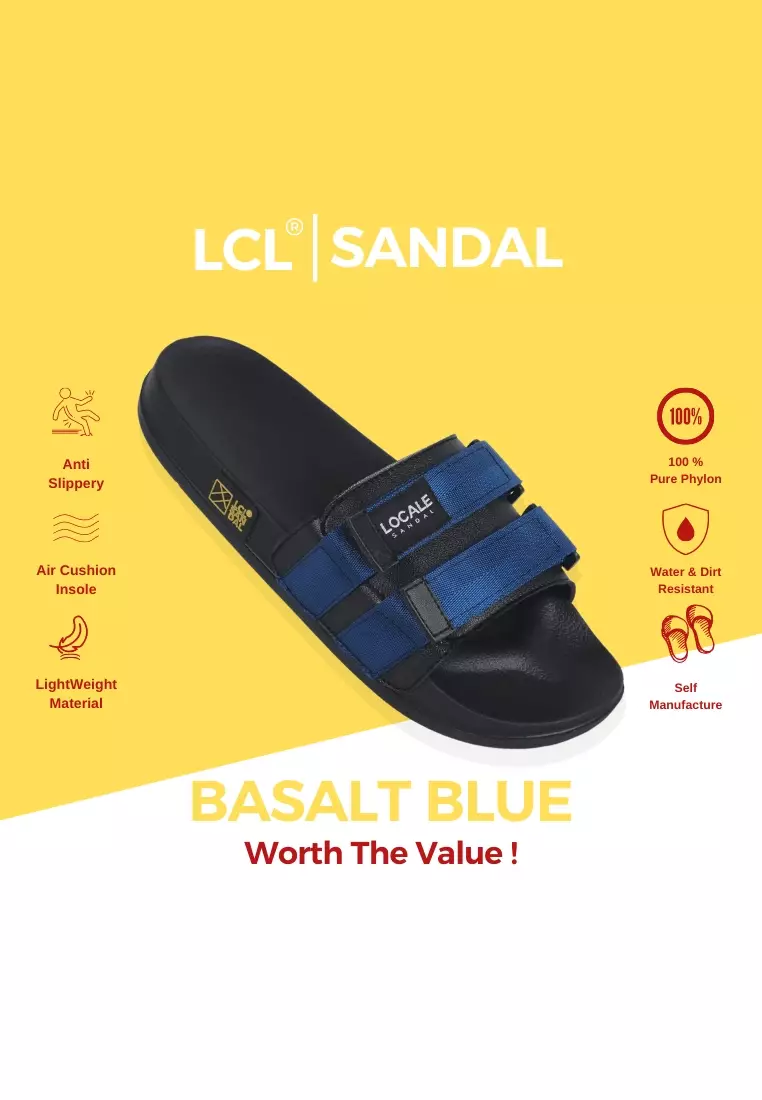 LCL® | SANDAL
Anti
Slippery
Air Cushion
Insole
LightWeight
Material
LOCALE
SANDAL
100%
100 %
Pure Phylon
Water & Dirt
Resistant
Self
Manufacture
BASALT BLUE
Worth The Value !